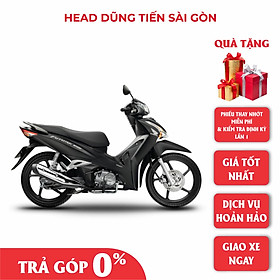 HEAD DŨNG TIẾN SÀI GÒN
QUÀ TẶNG
PHIẾU THAY NHỚT
MIỄN PHÍ
& KIỂM TRA ĐỊNH KỲ
LẦN 1
GIÁ TỐT
NHẤT
DỊCH VỤ
HOÀN HẢO
GIAO XE
NGAY
TRẢ GÓP 0%